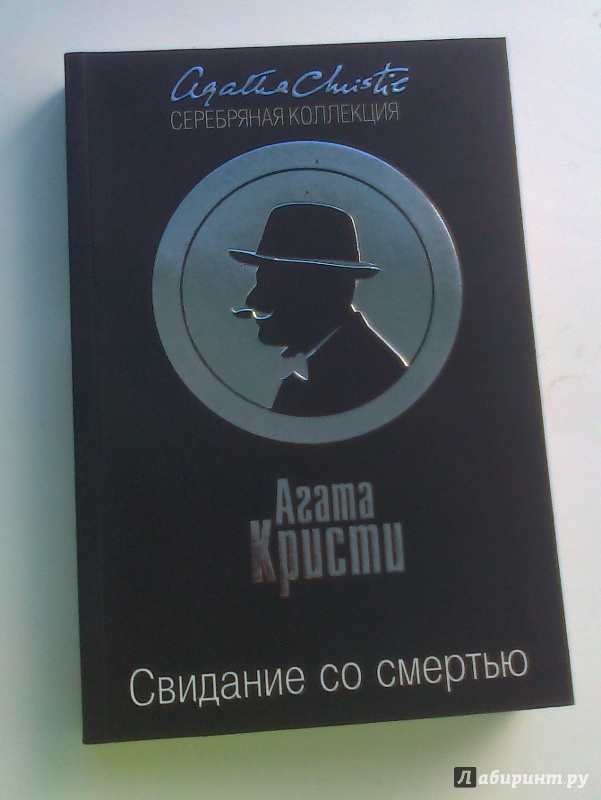 Agatha Christie
СЕРЕБРЯНАЯ КОЛЛЕКЦИЯ
Агата
Кристи
Свидание со смертью
Лабиринт.ру